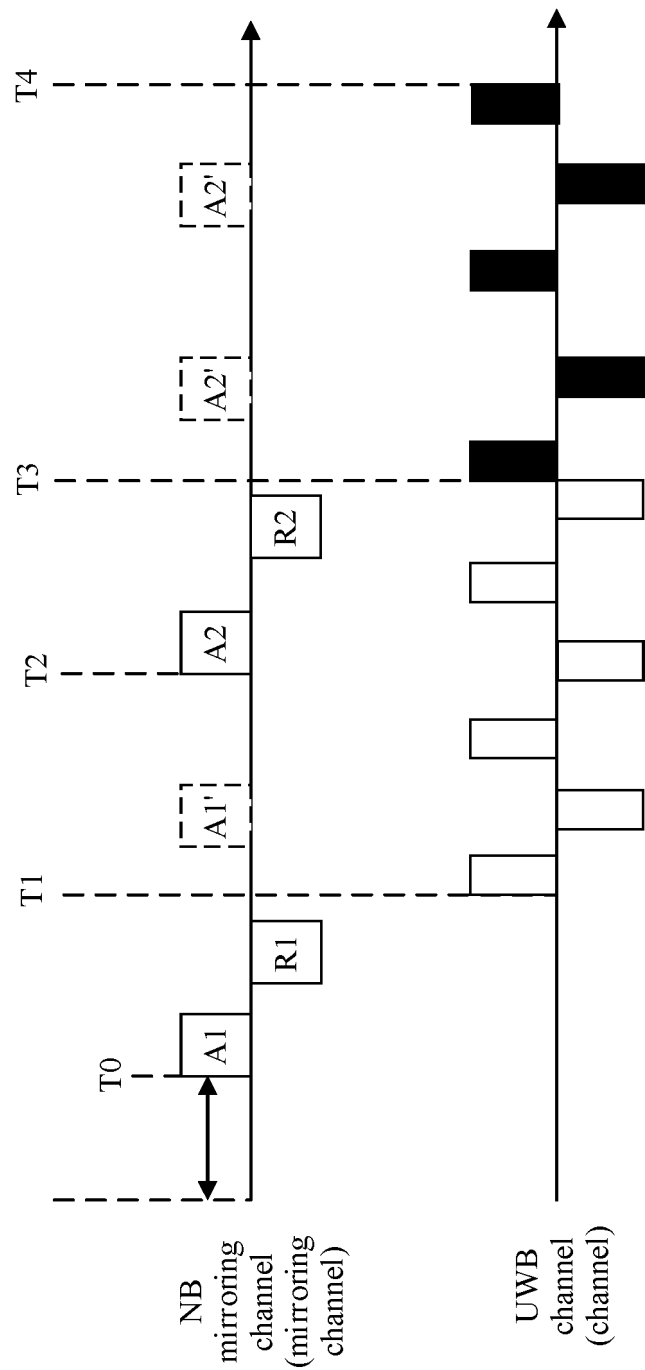 T0
T1
T2
T3
T4
NB
mirroring
channel
(mirroring
channel)
A1
R1
A1'
A2
R2
A2'
A2'
UWB
channel
(channel)